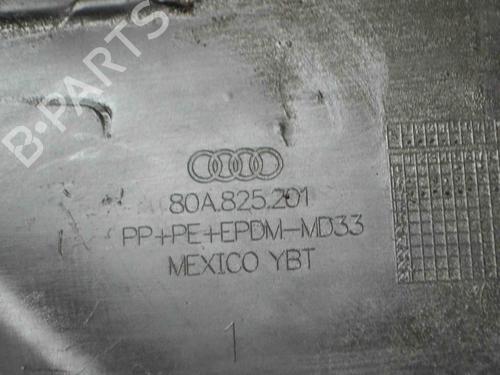 B-PARTS
80A.825.201
PP+PE+EPDM-MD33
MEXICO YBT
1